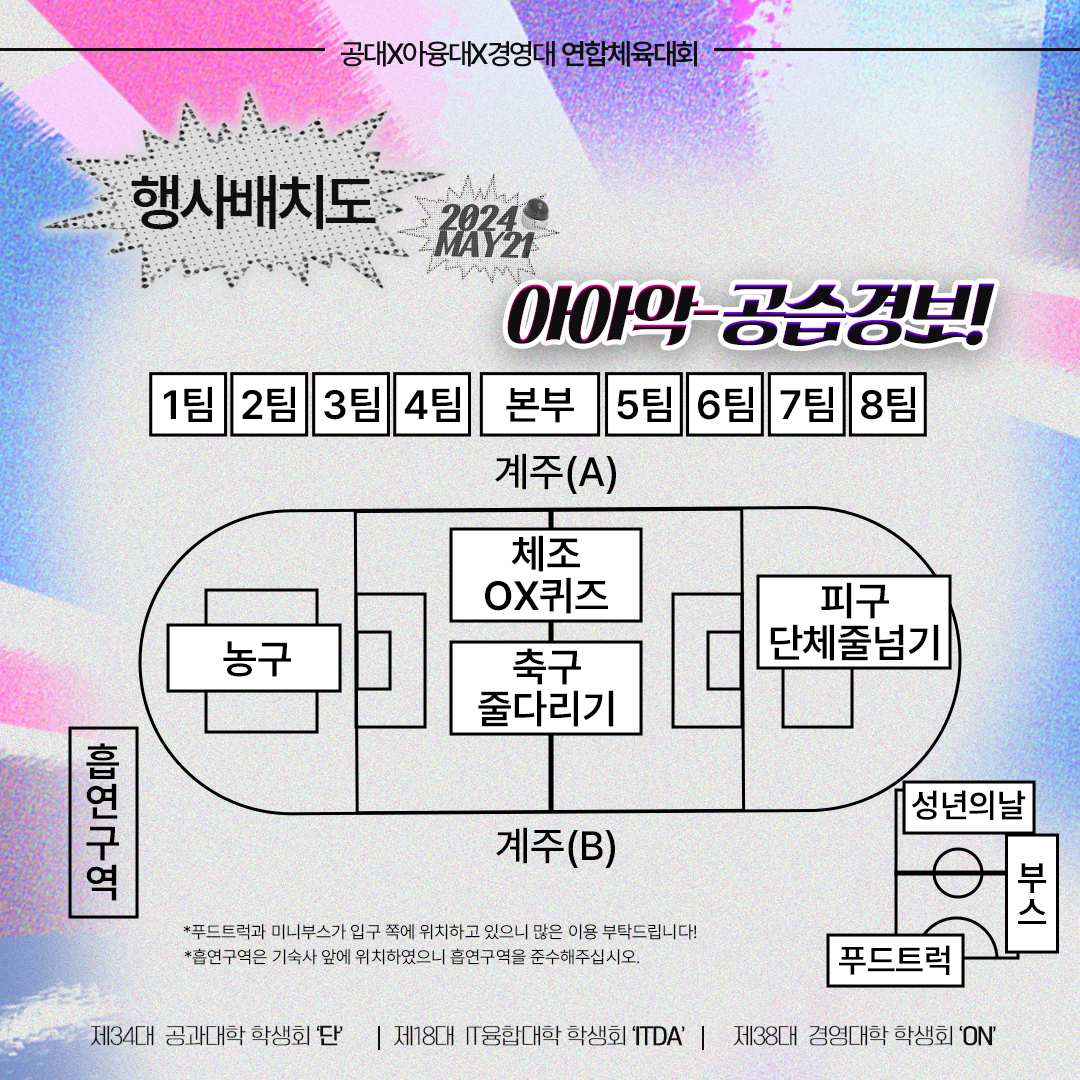 공대X아융대X경영대 연합체육대회
행사배치도
2024
MAY21
아아악-공습경보!
1팀 2팀 3팀 4팀 본부 5팀 6팀 7팀 8팀
계주(A)
체조
OX퀴즈
피구
단체줄넘기
농구
축구
줄다리기
흡연구역
계주(B)
성년의날
부스
푸드트럭
*푸드트럭과 미니부스가 입구 쪽에 위치하고 있으니 많은 이용 부탁드립니다!
*흡연구역은 기숙사 앞에 위치하였으니 흡연구역을 준수해주십시오.
제34대 공과대학 학생회 ‘단’ | 제18대 IT융합대학 학생회 ‘ITDA’ | 제38대 경영대학 학생회 ‘ON’